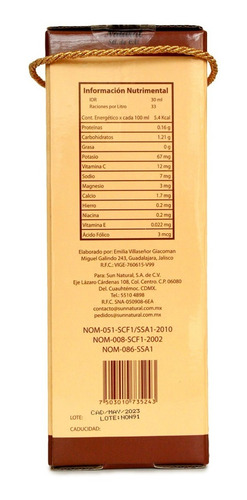 Información Nutrimental
IDR 30 ml
Raciones por Litro 33
Cont. Energético x cada 100 ml 5.4 Kcal
Proteínas 0.16 g
Carbohidratos 1.21 g
Grasa 0 g
Potasio 67 mg
Vitamina C 12 mg
Sodio 7 mg
Magnesio 3 mg
Calcio 1.7 mg
Hierro 0.2 mg
Niacina 0.2 mg
Vitamina E 0.022 mg
Ácido Fólico 3 mcg
Elaborado por: Emilia Villaseñor Giacoman
Miguel Galindo 243, Guadalajara, Jalisco
R.F.C.: VIGE-760615-V99
Para: Sun Natural, S.A. de C.V.
Eje Lázaro Cárdenas 108, Col. Centro C.P. 06080
Del. Cuauhtémoc. CDMX.
Tel.: 5510 4898
R.F.C. SNA-050908-6EA
contacto@sunnatural.com.mx
pedidos@sunnatural.com.mx
NOM-051-SCF1/SSA1-2010
NOM-008-SCF1-2002
NOM-086-SSA1
7503010735243
CAD/MAY/2023
LOTE: LOTE:NON91
CADUCIDAD: